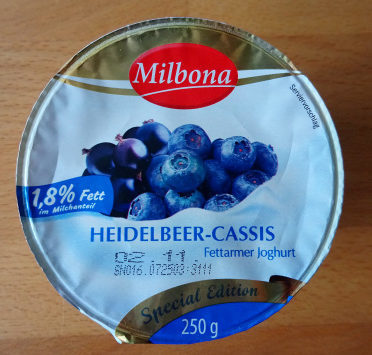 Milbona
Serviervorschlag
1,8% Fett
im Milchanteil
HEIDELBEER-CASSIS
Fettarmer Joghurt
02.11.
SN016.072503.3111
Special Edition
250 g